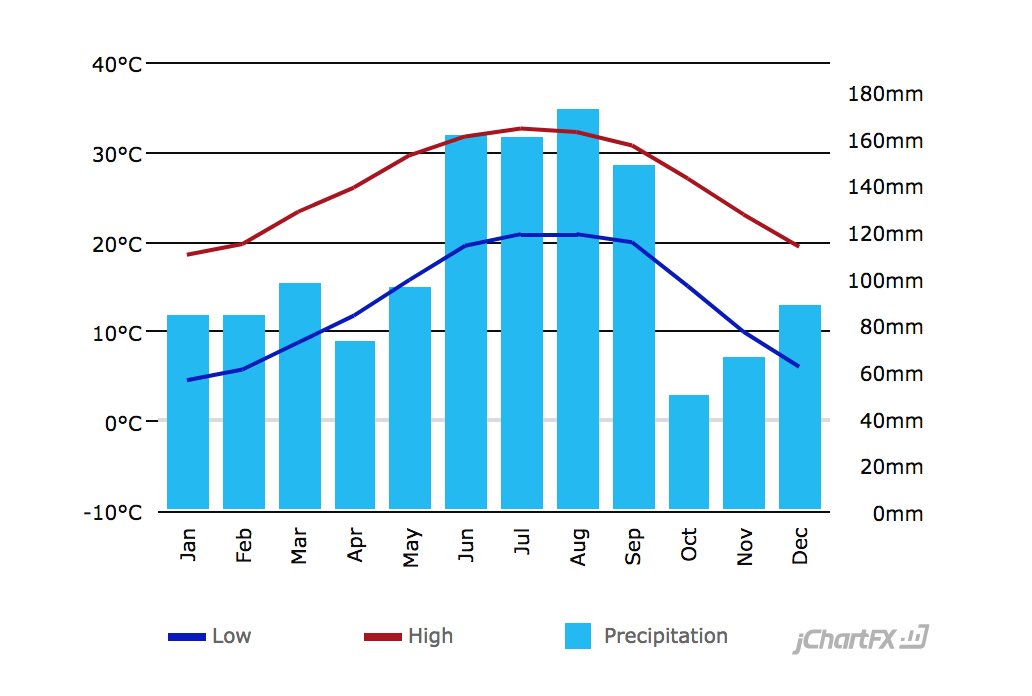 40°C
30°C
20°C
10°C
0°C
-10°C
180mm
160mm
140mm
120mm
100mm
80mm
60mm
40mm
20mm
0mm
Jan
Feb
Mar
Apr
May
Jun
Jul
Aug
Sep
Oct
Nov
Dec
Low
High
Precipitation
jChartFX